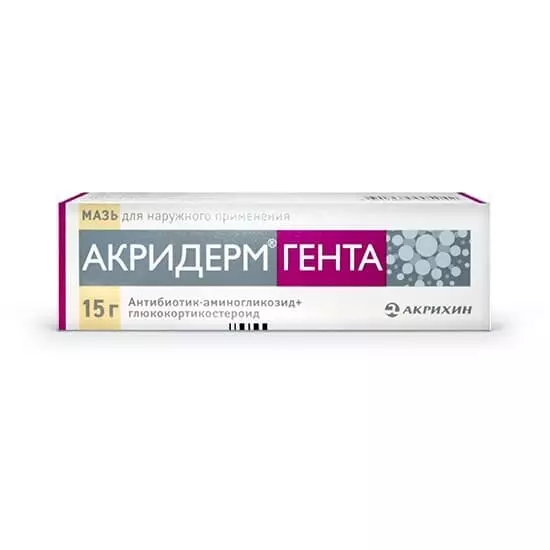 МАЗЬ для наружного применения
АКРИДЕРМ® ГЕНТА
15 г
Антибиотик-аминогликозид+
глюкокортикостероид
АКРИХИН